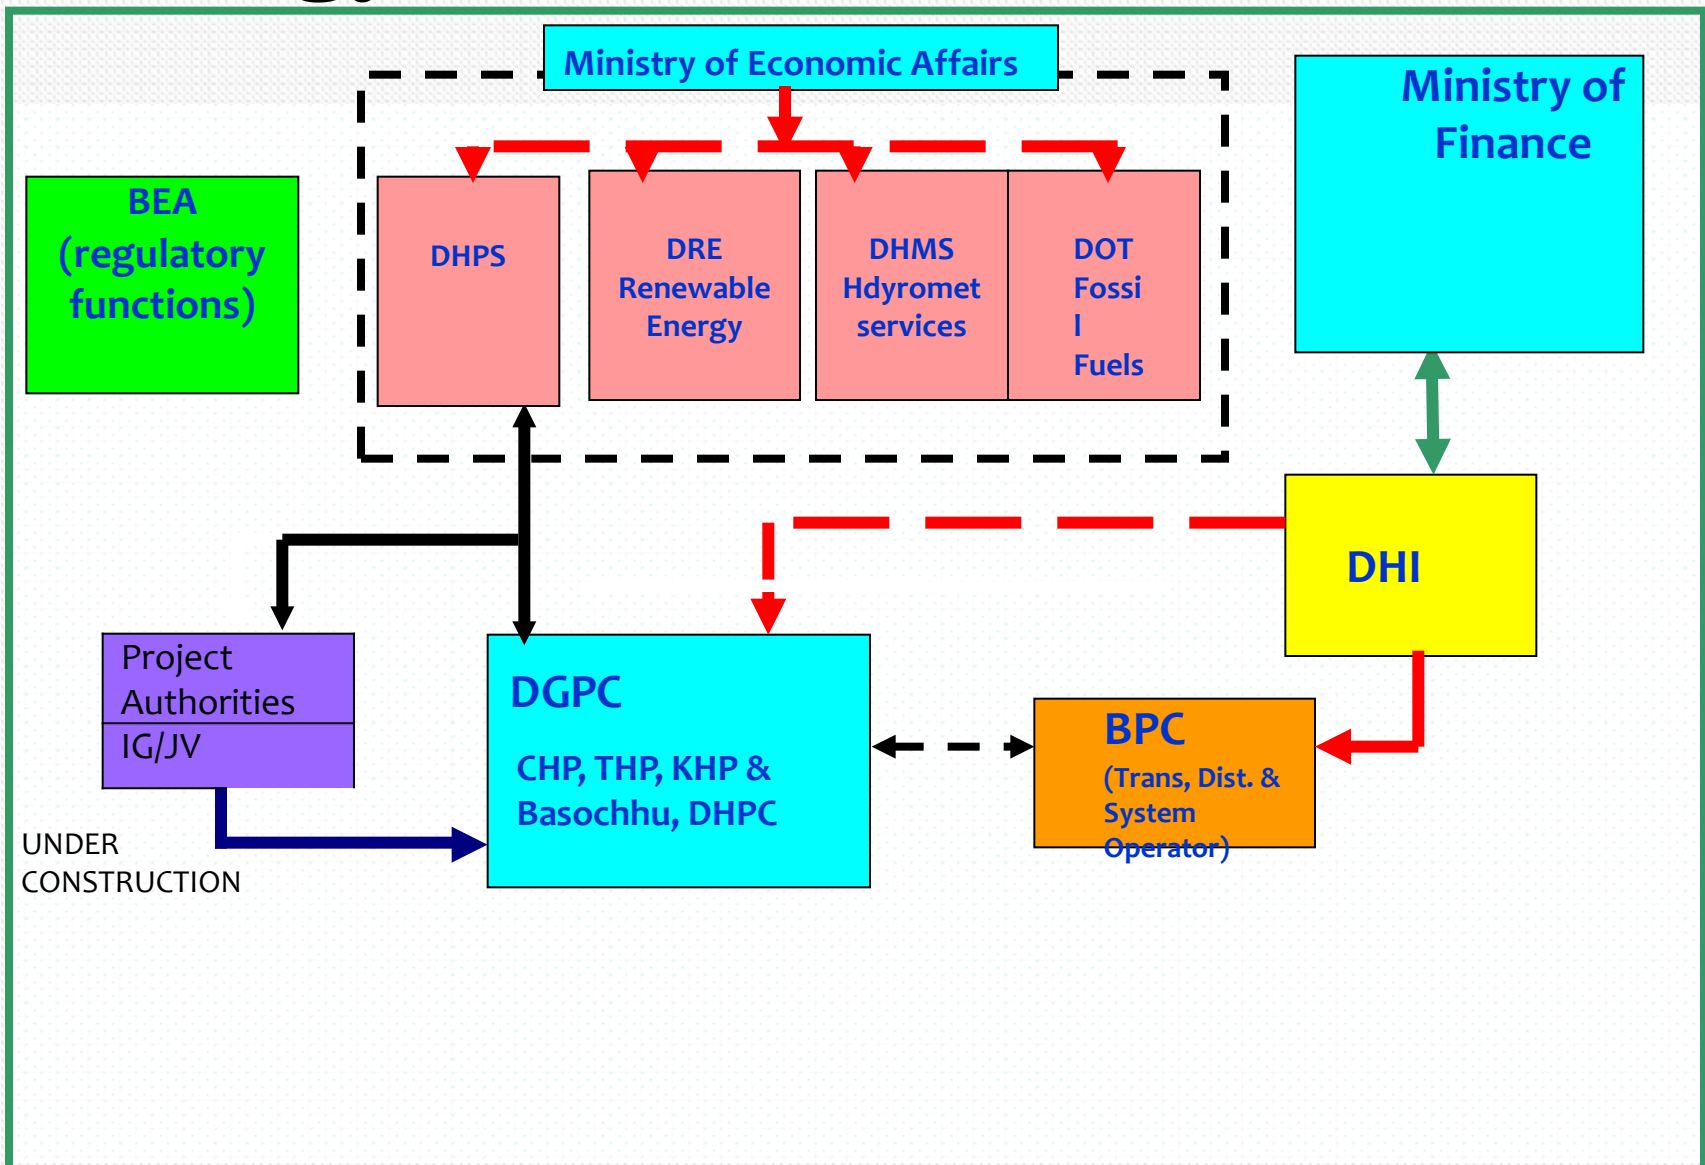 Ministry of Economic Affairs
Ministry of
Finance
BEA
(regulatory
functions)
DHPS
DRE
Renewable
Energy
DHMS
Hdyromet
services
DOT
Fossi
l
Fuels
DHI
Project
Authorities
IG/JV
DGPC
CHP, THP, KHP &
Basochhu, DHPC
BPC
(Trans, Dist. &
System
Operator)
UNDER
CONSTRUCTION